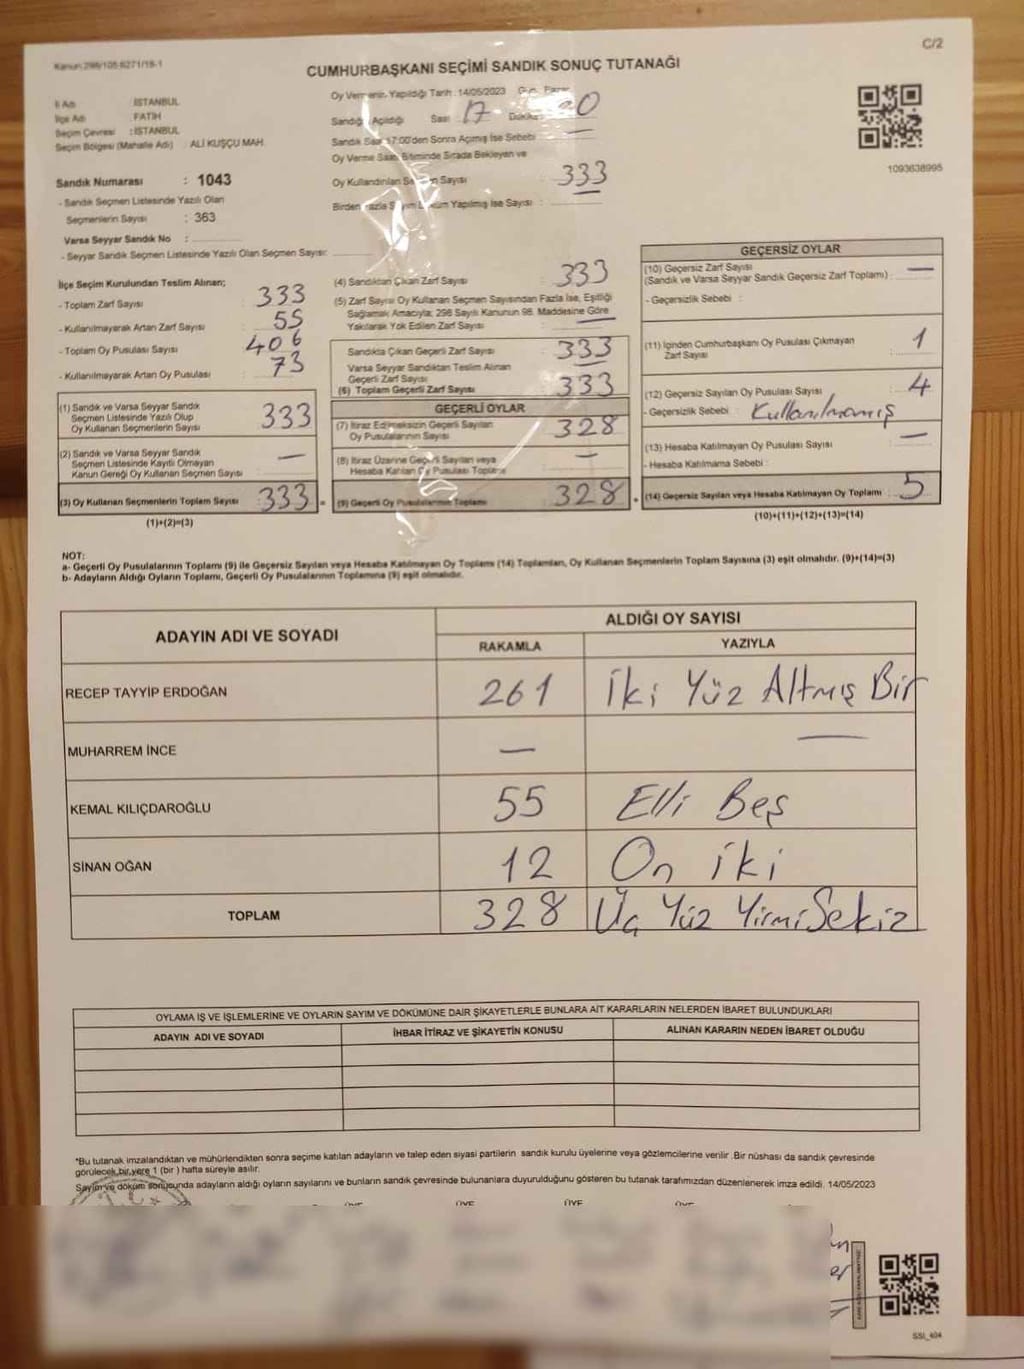 C/2
Kanun:298/105-6271/18-1
CUMHURBAŞKANI SEÇİMİ SANDIK SONUÇ TUTANAĞI
İl Adı İSTANBUL
İlçe Adı FATİH
Seçim Çevresi : İSTANBUL
Seçim Bölgesi (Mahalle Adı) : ALİ KUŞÇU MAH.
Sandık Numarası : 1043
- Sandık Seçmen Listesinde Yazılı Olan
Seçmenlerin Sayısı : 363
Varsa Seyyar Sandık No :
- Seyyar Sandık Seçmen Listesinde Yazılı Olan Seçmen Sayısı:
Oy Vermenin Yapıldığı Tarih :14/05/2023 Gün Pazar
Sandığın Açıldığı Saat 17 Dakika 20
Sandık Saat 17:00'den Sonra Açılmış İse Sebebi : —
Oy Verme Saati Bitiminde Sırada Bekleyen ve
Oy Kullandırılan Seçmen Sayısı 333
Birden Fazla Sayım Döküm Yapılmış İse Sayısı :
1093638995
İlçe Seçim Kurulundan Teslim Alınan;
- Toplam Zarf Sayısı 333
- Kullanılmayarak Artan Zarf Sayısı 55
- Toplam Oy Pusulası Sayısı 406
- Kullanılmayarak Artan Oy Pusulası 73
(1) Sandık ve Varsa Seyyar Sandık
Seçmen Listesinde Yazılı Olup
Oy Kullanan Seçmenlerin Sayısı 333
(2) Sandık ve Varsa Seyyar Sandık
Seçmen Listesinde Kayıtlı Olmayan
Kanun Gereği Oy Kullanan Seçmen Sayısı —
(3) Oy Kullanan Seçmenlerin Toplam Sayısı : 333 =
(1)+(2)=(3)
(4) Sandıktan Çıkan Zarf Sayısı 333
(5) Zarf Sayısı Oy Kullanan Seçmen Sayısından Fazla İse, Eşitliği
Sağlamak Amacıyla; 298 Sayılı Kanunun 98. Maddesine Göre
Yakılarak Yok Edilen Zarf Sayısı —
Sandıkta Çıkan Geçerli Zarf Sayısı : 333
Varsa Seyyar Sandıktan Teslim Alınan
Geçerli Zarf Sayısı —
(6) Toplam Geçerli Zarf Sayısı : 333
GEÇERLİ OYLAR
(7) İtiraz Edilmeksizin Geçerli Sayılan
Oy Pusulalarının Sayısı 328
(8) İtiraz Üzerine Geçerli Sayılan veya
Hesaba Katılan Oy Pusulası Toplamı —
(9) Geçerli Oy Pusulalarının Toplamı 328 +
GEÇERSİZ OYLAR
(10) Geçersiz Zarf Sayısı
(Sandık ve Varsa Seyyar Sandık Geçersiz Zarf Toplamı) : —
- Geçersizlik Sebebi :
(11) İçinden Cumhurbaşkanı Oy Pusulası Çıkmayan
Zarf Sayısı : 1
(12) Geçersiz Sayılan Oy Pusulası Sayısı : 4
- Geçersizlik Sebebi : Kullanılmamış
(13) Hesaba Katılmayan Oy Pusulası Sayısı : —
- Hesaba Katılmama Sebebi :
(14) Geçersiz Sayılan veya Hesaba Katılmayan Oy Toplamı : 5
(10)+(11)+(12)+(13)=(14)
NOT:
a- Geçerli Oy Pusulalarının Toplamı (9) ile Geçersiz Sayılan veya Hesaba Katılmayan Oy Toplamı (14) Toplamları, Oy Kullanan Seçmenlerin Toplam Sayısına (3) eşit olmalıdır. (9)+(14)=(3)
b- Adayların Aldığı Oyların Toplamı, Geçerli Oy Pusulalarının Toplamına (9) eşit olmalıdır.
ADAYIN ADI VE SOYADI
ALDIĞI OY SAYISI
RAKAMLA YAZIYLA
RECEP TAYYİP ERDOĞAN 261 İki Yüz Altmış Bir
MUHARREM İNCE — —
KEMAL KILIÇDAROĞLU 55 Elli Beş
SİNAN OĞAN 12 On iki
TOPLAM 328 Üç Yüz Yirmi Sekiz
OYLAMA İŞ VE İŞLEMLERİNE VE OYLARIN SAYIM VE DÖKÜMÜNE DAİR ŞİKAYETLERLE BUNLARA AİT KARARLARIN NELERDEN İBARET BULUNDUKLARI
ADAYIN ADI VE SOYADI İHBAR İTİRAZ VE ŞİKAYETİN KONUSU ALINAN KARARIN NEDEN İBARET OLDUĞU
*Bu tutanak imzalandıktan ve mühürlendikten sonra seçime katılan adayların ve talep eden siyasi partilerin sandık kurulu üyelerine veya gözlemcilerine verilir .Bir nüshası da sandık çevresinde
görülecek bir yere 1 (bir ) hafta süreyle asılır.
Sayım ve döküm sonucunda adayların aldığı oyların sayılarını ve bunların sandık çevresinde bulunanlara duyurulduğunu gösteren bu tutanak tarafımızdan düzenlenerek imza edildi. 14/05/2023
ÜYE ÜYE ÜYE ÜYE
SSI_404